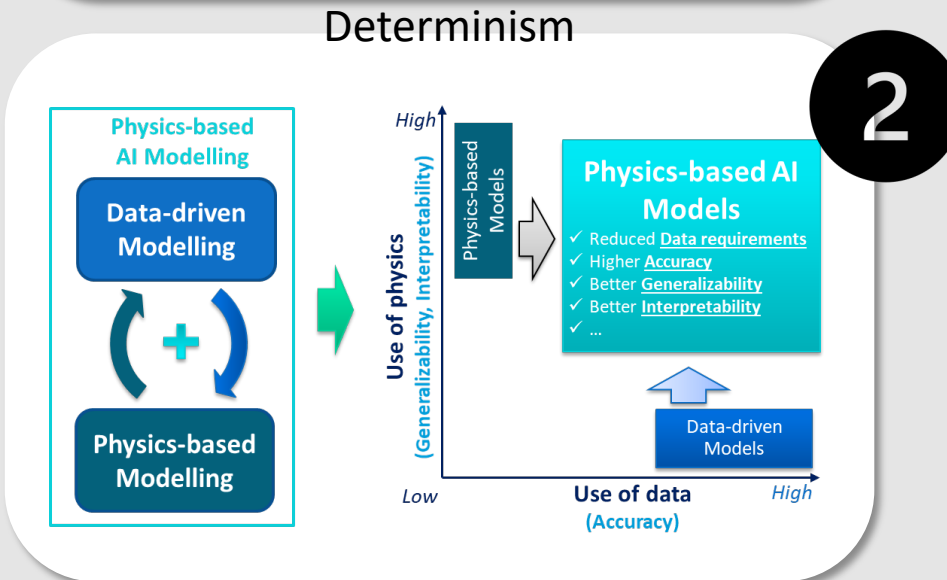 Determinism
2
Physics-based
AI Modelling
Data-driven
Modelling
+
Physics-based
Modelling
High
Use of physics
(Generalizability, Interpretability)
Physics-based
Models
Physics-based AI
Models
✓ Reduced Data requirements
✓ Higher Accuracy
✓ Better Generalizability
✓ Better Interpretability
✓ ...
Data-driven
Models
Low
Use of data
High
(Accuracy)